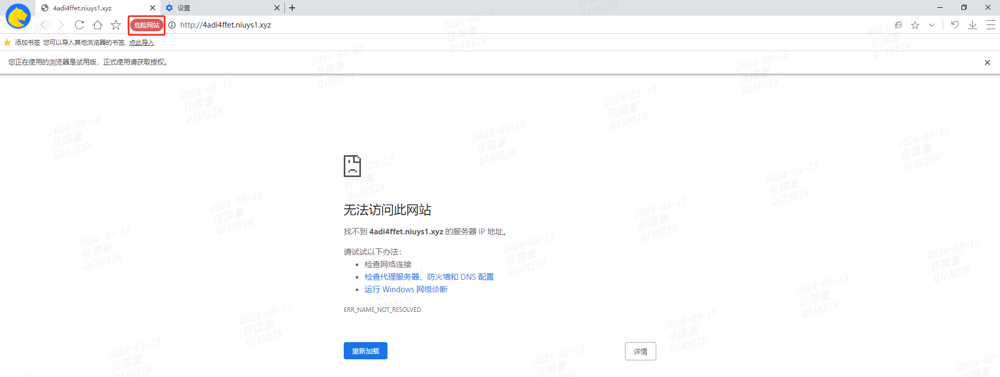 4adi4ffet.niuys1.xyz
设置
危险网站
http://4adi4ffet.niuys1.xyz
添加书签 您可以导入其他浏览器的书签, 点此导入
您正在使用的浏览器是试用版，正式使用请获取授权。
无法访问此网站
找不到 4adi4ffet.niuys1.xyz 的服务器 IP 地址。
请试试以下办法：
检查网络连接
检查代理服务器、防火墙和 DNS 配置
运行 Windows 网络诊断
ERR_NAME_NOT_RESOLVED
重新加载
详情
2024-03-13
任国豪
QIANXIN